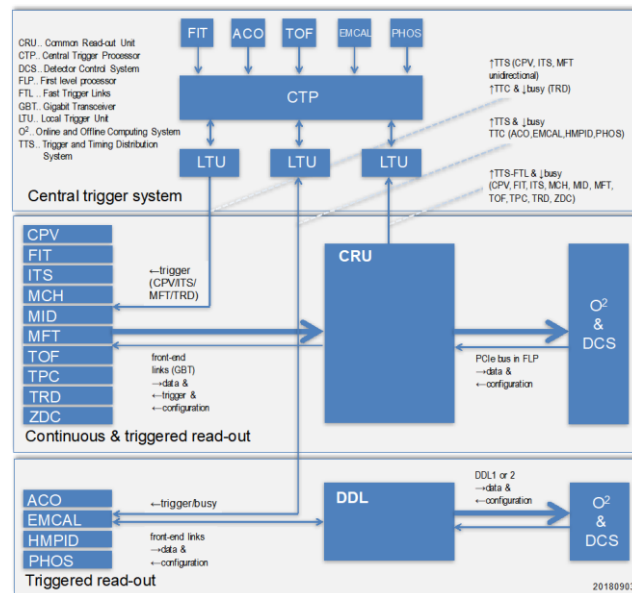 CRU.. Common Read-out Unit
CTP.. Central Trigger Processor
DCS.. Detector Control System
FLP.. First level processor
FTL.. Fast Trigger Links
GBT.. Gigabit Transceiver
LTU.. Local Trigger Unit
O².. Online and Offline Computing System
TTS.. Trigger and Timing Distribution
System
FIT
ACO
TOF
EMCAL
PHOS
CTP
LTU
LTU
LTU
↑TTS (CPV, ITS, MFT
unidirectional)
↑TTC & ↓busy (TRD)
↑TTS & ↓busy
TTC (ACO,EMCAL,HMPID,PHOS)
↑TTS-FTL & ↓busy
(CPV, FIT, ITS, MCH, MID, MFT,
TOF, TPC, TRD, ZDC)
Central trigger system
CPV
FIT
ITS
MCH
MID
MFT
TOF
TPC
TRD
ZDC
←trigger
(CPV/ITS/
MFT/TRD)
front-end
links (GBT)
→data &
←trigger &
←configuration
CRU
PCIe bus in FLP
→data &
←configuration
O²
&
DCS
Continuous & triggered read-out
ACO
EMCAL
HMPID
PHOS
←trigger/busy
front-end links
→data &
←configuration
DDL
DDL1 or 2
→data &
←configuration
O²
&
DCS
Triggered read-out